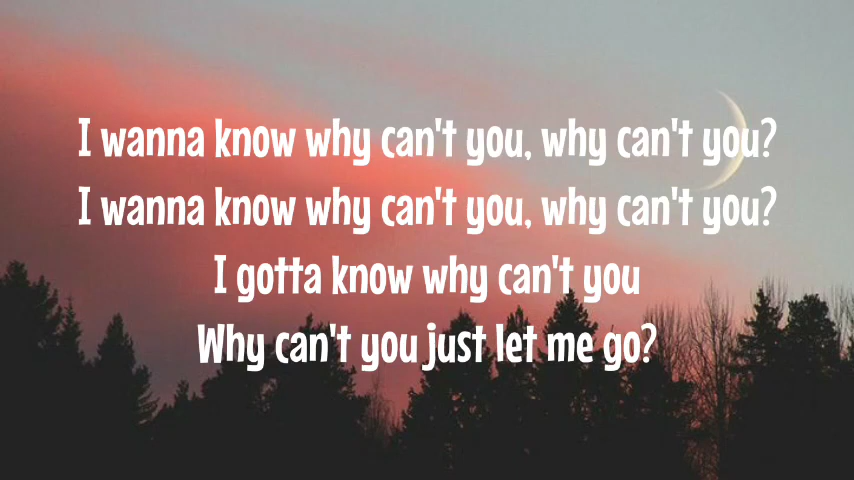 I wanna know why can't you, why can't you?
I wanna know why can't you, why can't you?
I gotta know why can't you
Why can't you just let me go?